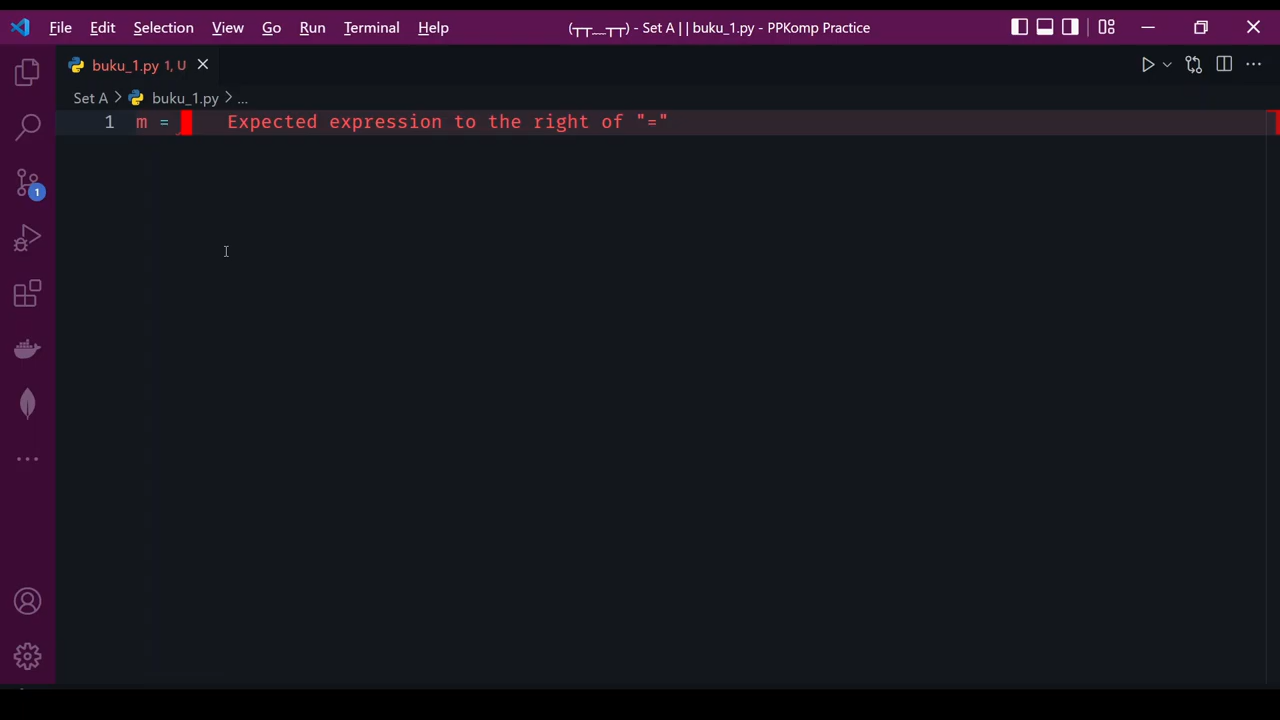 File Edit Selection View Go Run Terminal Help (┬┬﹏┬┬) - Set A || buku_1.py - PPKomp Practice
buku_1.py 1, U
Set A > buku_1.py > ...
1 m = Expected expression to the right of "="
1